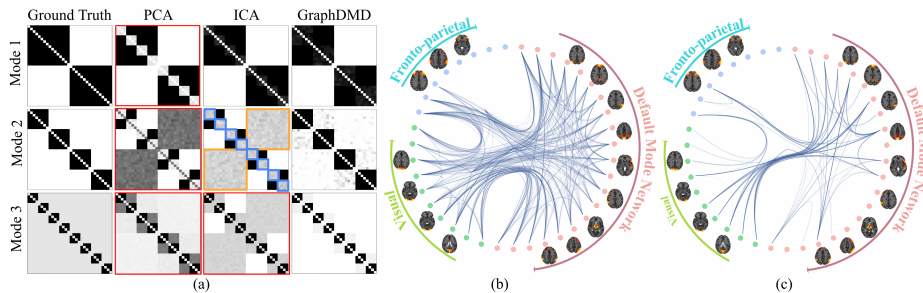 Ground Truth PCA ICA GraphDMD
Mode 1
Mode 2
Mode 3
(a)
Fronto-parietal
Default Mode Network
Visual
(b)
Fronto-parietal
Default Mode Network
Visual
(c)